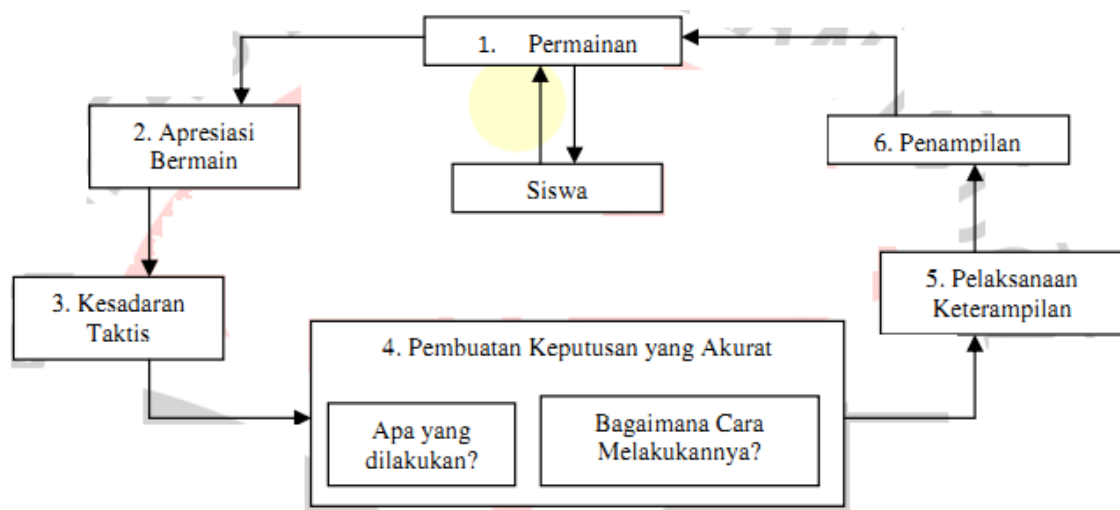 1. Permainan
2. Apresiasi
Bermain
6. Penampilan
Siswa
3. Kesadaran
Taktis
5. Pelaksanaan
Keterampilan
4. Pembuatan Keputusan yang Akurat
Apa yang
dilakukan?
Bagaimana Cara
Melakukannya?